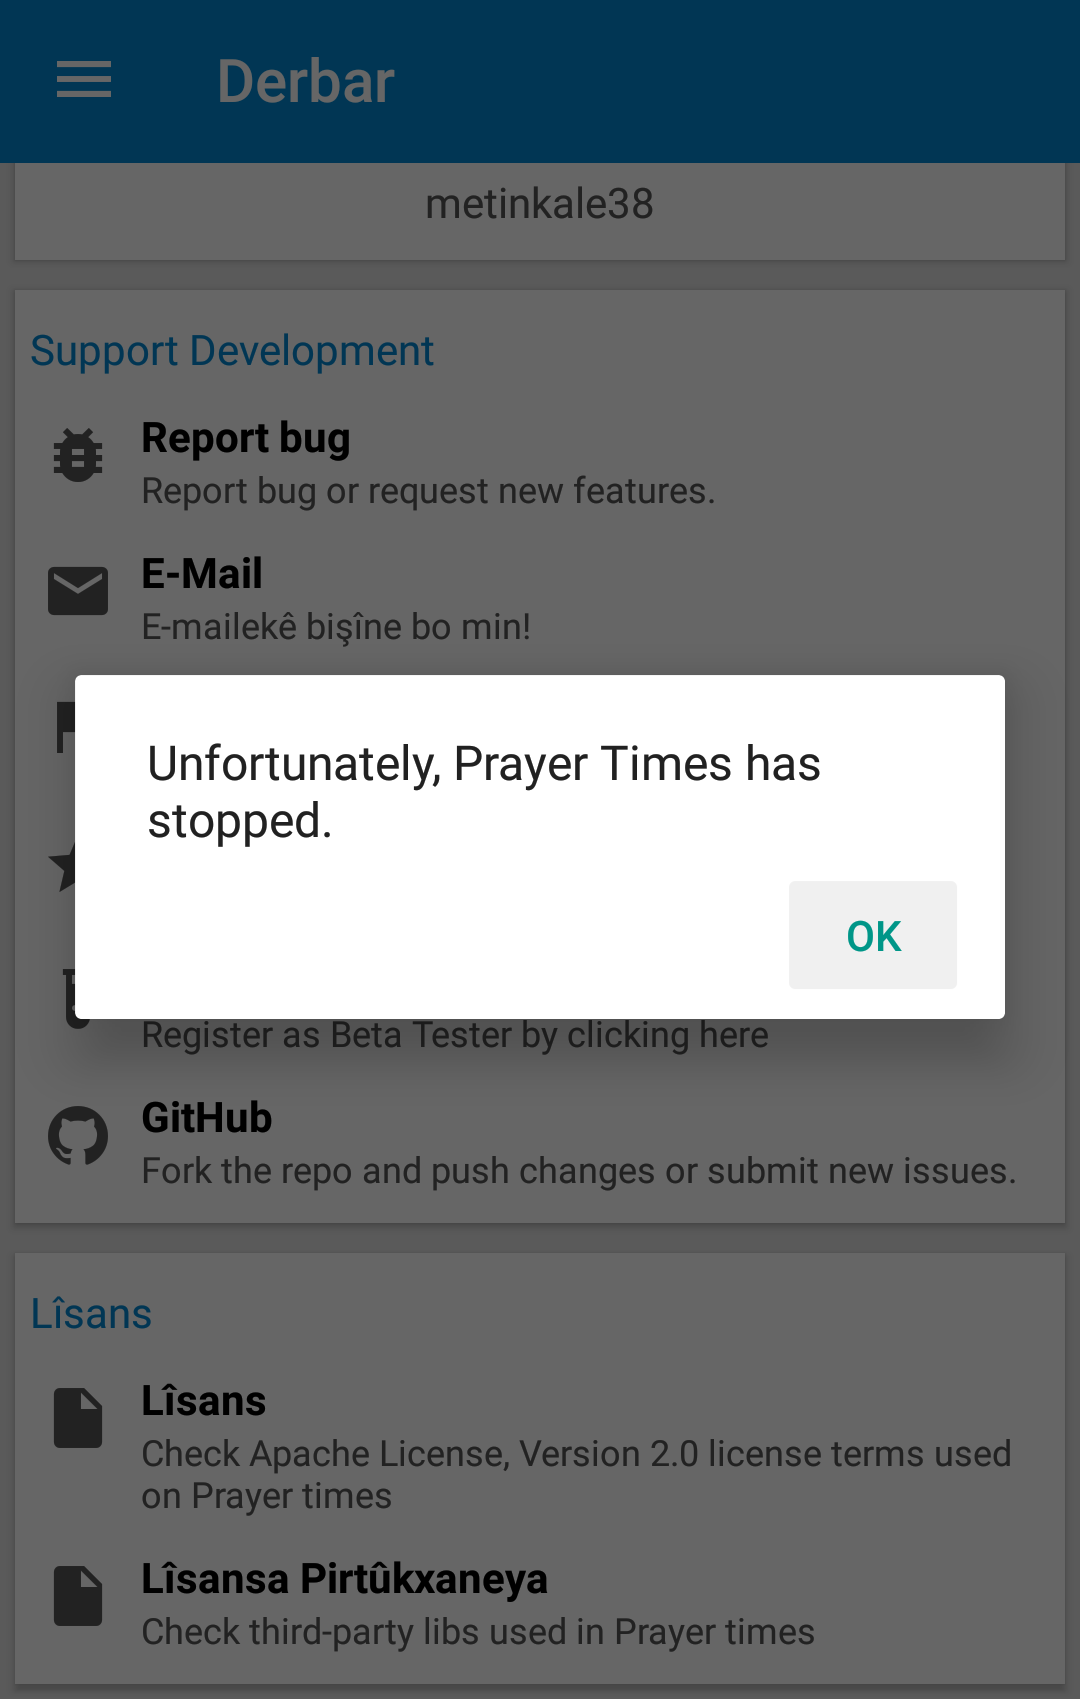 Derbar
metinkale38
Support Development
Report bug
Report bug or request new features.
E-Mail
E-mailekê bişîne bo min!
Unfortunately, Prayer Times has
stopped.
OK
Register as Beta Tester by clicking here
GitHub
Fork the repo and push changes or submit new issues.
Lîsans
Lîsans
Check Apache License, Version 2.0 license terms used
on Prayer times
Lîsansa Pirtûkxaneya
Check third-party libs used in Prayer times